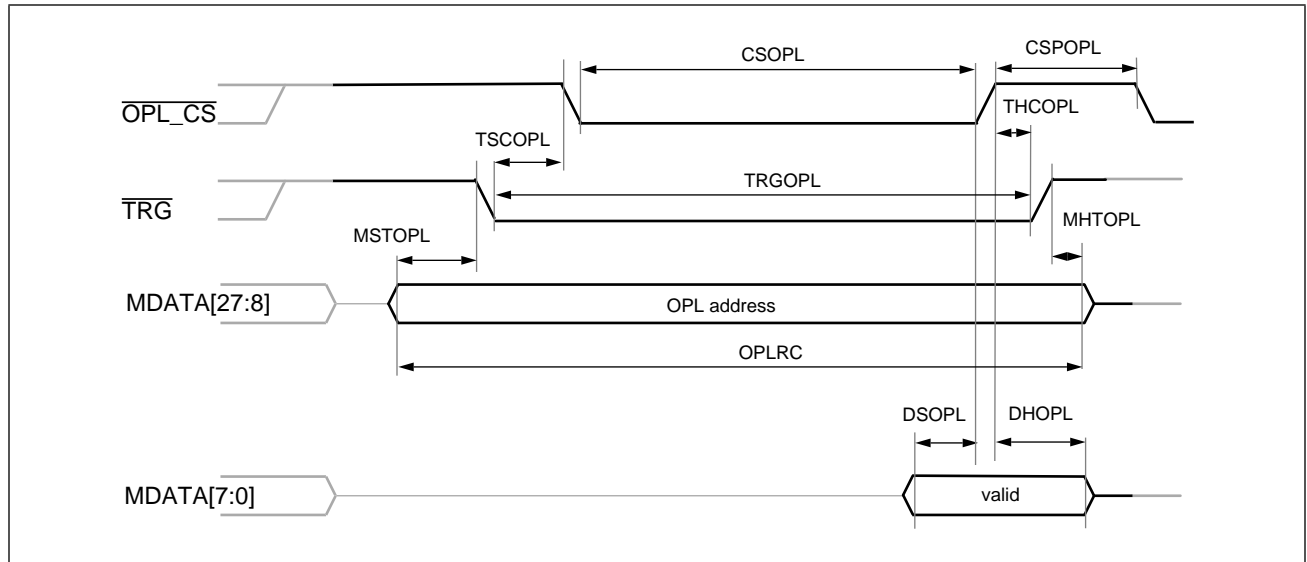 CSOPL
CSPOPL
OPL_CS
THCOPL
TSCOPL
TRGOPL
TRG
MSTOPL
MHTOPL
MDATA[27:8]
OPL address
OPLRC
DSOPL
DHOPL
MDATA[7:0]
valid